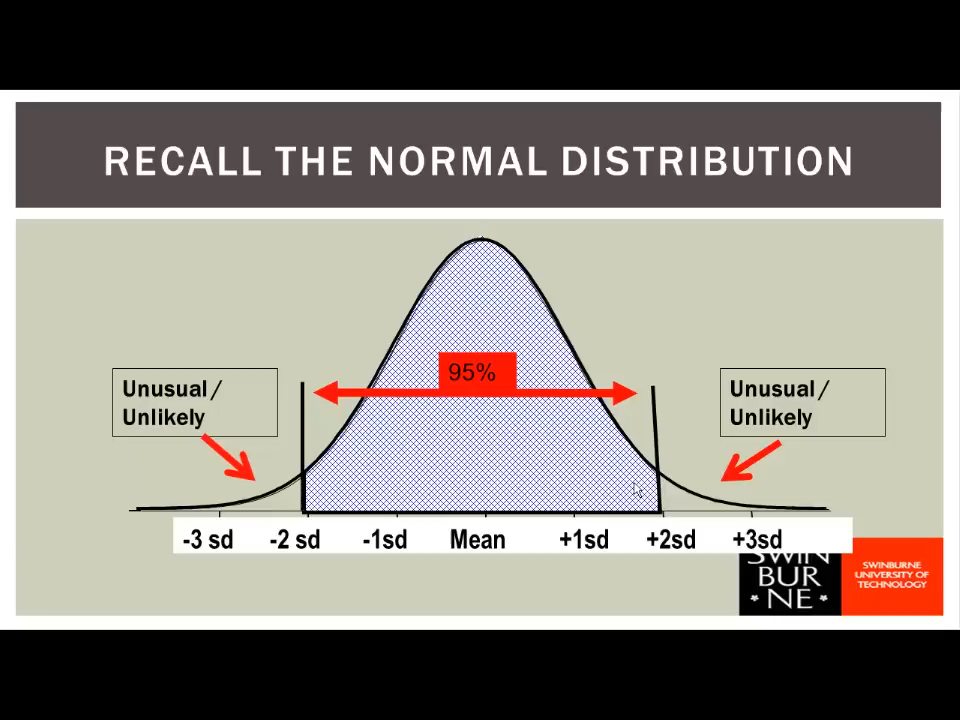 RECALL THE NORMAL DISTRIBUTION
95%
Unusual /
Unlikely
Unusual /
Unlikely
-3 sd -2 sd -1sd Mean +1sd +2sd +3sd
SWIN
BUR
NE
SWINBURNE
UNIVERSITY OF
TECHNOLOGY